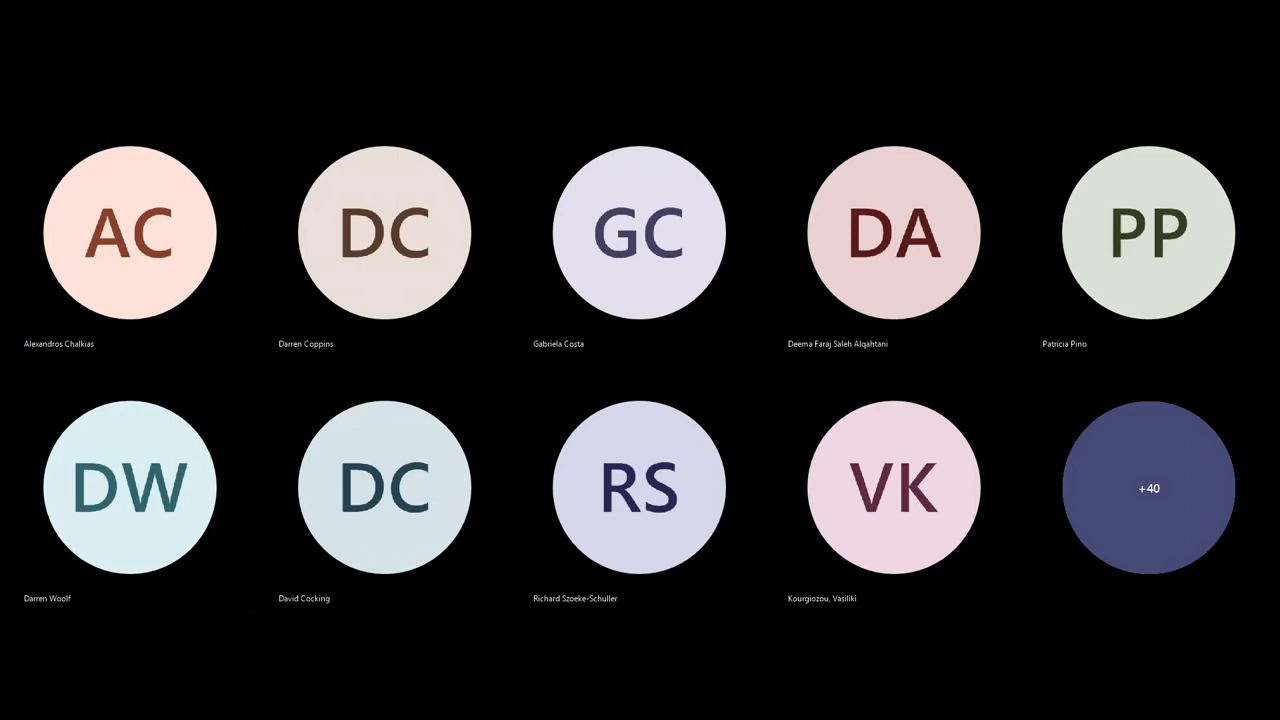 AC
DC
GC
DA
PP
Alexandros Chalkias
Darren Coppins
Gabriela Costa
Deema Faraj Saleh Alqahtani
Patricia Pino
DW
DC
RS
VK
+40
Darren Woolf
David Cocking
Richard Szoeke-Schuller
Kourgiozou, Vasiliki